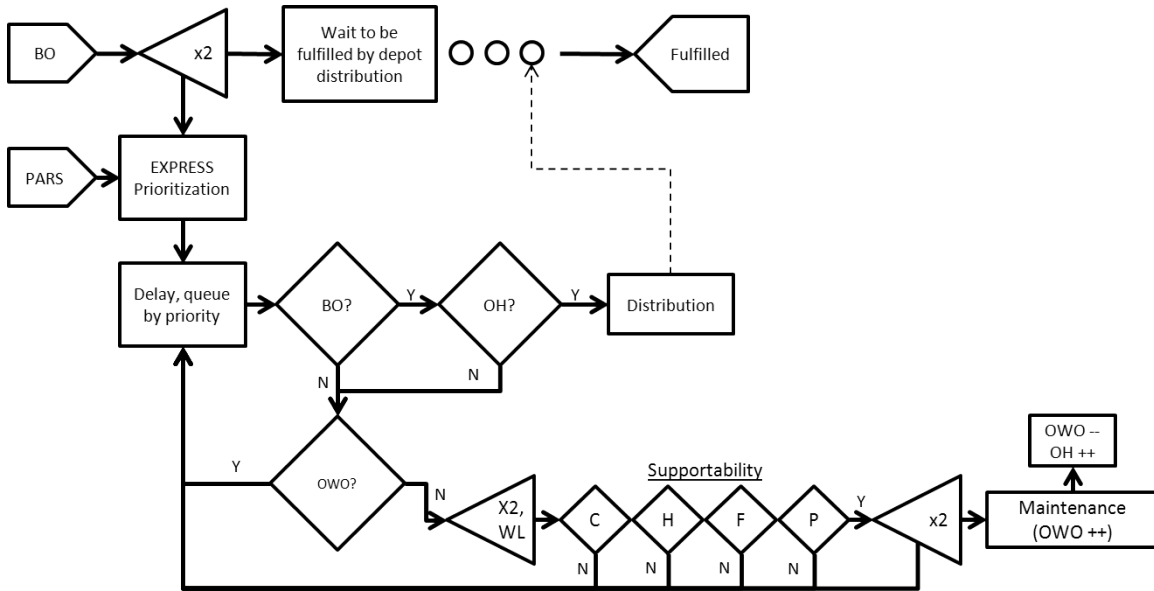 BO
x2
Wait to be
fulfilled by depot
distribution
Fulfilled
PARS
EXPRESS
Prioritization
Delay, queue
by priority
BO?
Y
OH?
Y
Distribution
N
N
OWO?
Y
N
X2,
WL
Supportability
C
H
F
P
N
N
N
N
Y
x2
Maintenance
(OWO ++)
OWO --
OH ++